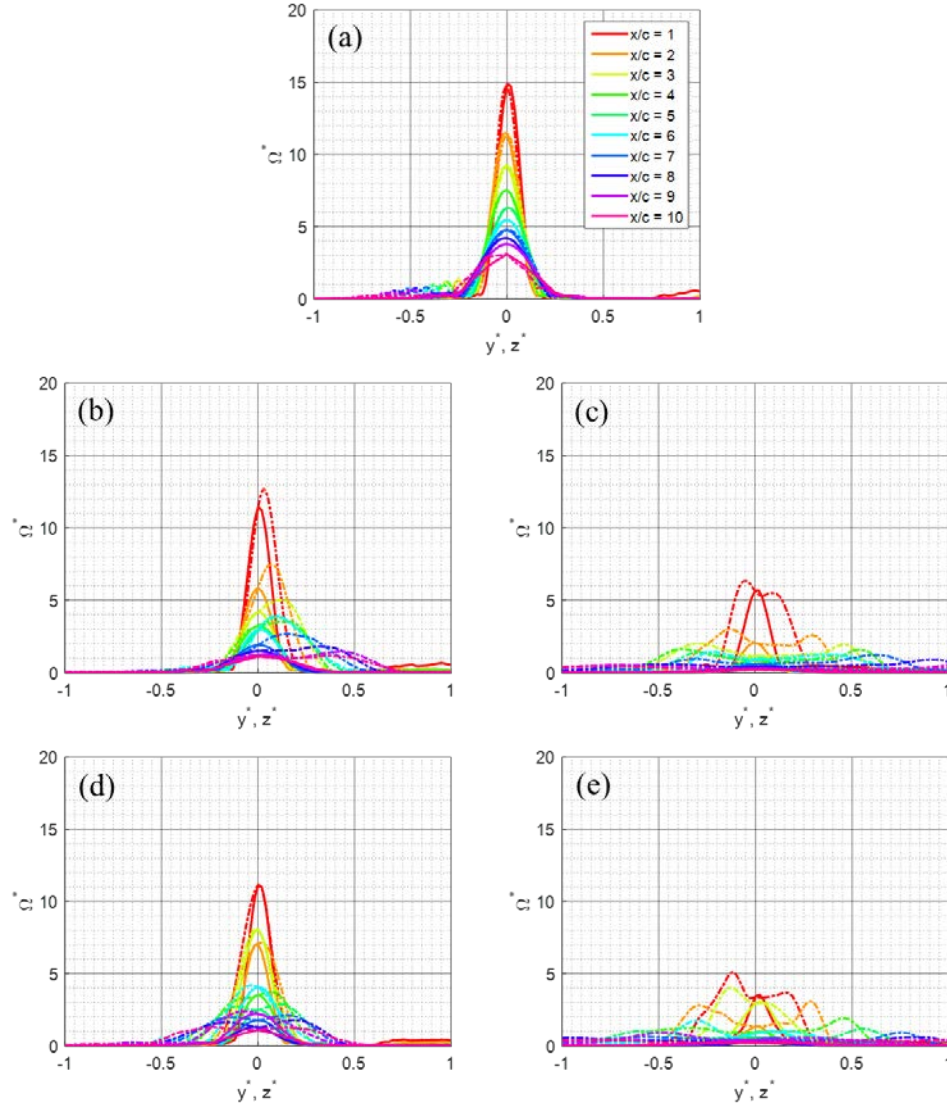 (a)
20
15
10
5
0
Ω*
-1 -0.5 0 0.5 1
y*, z*
x/c = 1
x/c = 2
x/c = 3
x/c = 4
x/c = 5
x/c = 6
x/c = 7
x/c = 8
x/c = 9
x/c = 10
(b)
20
15
10
5
0
Ω*
-1 -0.5 0 0.5 1
y*, z*
(c)
20
15
10
5
0
Ω*
-1 -0.5 0 0.5 1
y*, z*
(d)
20
15
10
5
0
Ω*
-1 -0.5 0 0.5 1
y*, z*
(e)
20
15
10
5
0
Ω*
-1 -0.5 0 0.5 1
y*, z*